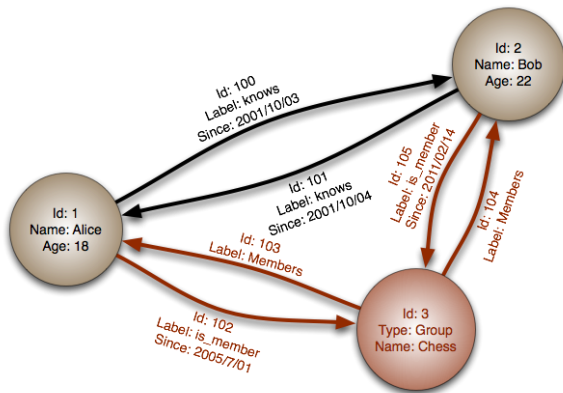 Id: 2
Name: Bob
Age: 22
Id: 100
Label: knows
Since: 2001/10/03
Id: 101
Label: knows
Since: 2001/10/04
Id: 105
Label: is_member
Since: 2011/02/14
Id: 104
Label: Members
Id: 1
Name: Alice
Age: 18
Id: 103
Label: Members
Id: 102
Label: is_member
Since: 2005/7/01
Id: 3
Type: Group
Name: Chess